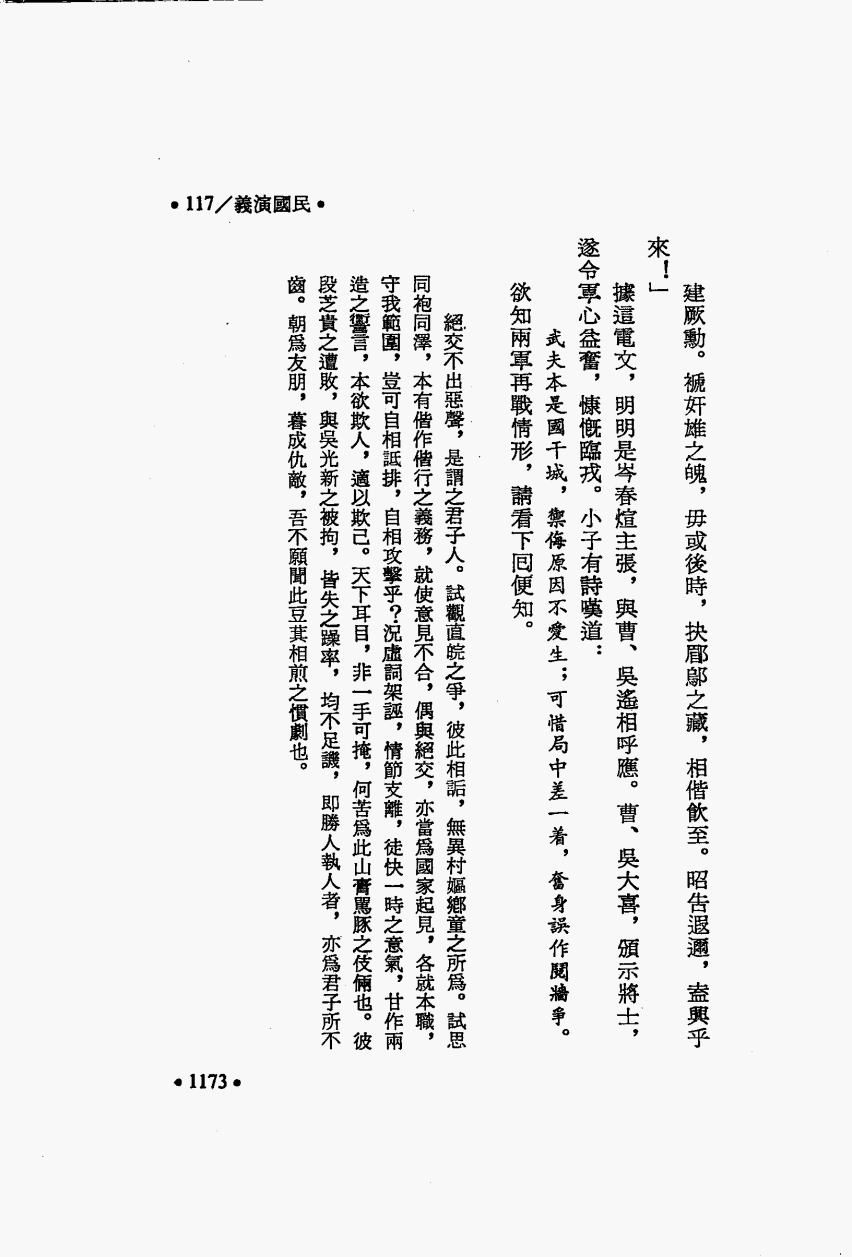 •117／義演國民•
建厥勳。褫奸雄之魄，毋或後時，抉郿鄔之藏，相偕飲至。昭告遐邇，盍興乎
來！」
據這電文，明明是岑春煊主張，與曹、吳遙相呼應。曹、吳大喜，頒示將士，
遂令軍心益奮，慷慨臨戎。小子有詩嘆道：
武夫本是國干城，禦侮原因不愛生；可惜局中差一着，奮身誤作鬩牆爭。
欲知兩軍再戰情形，請看下回便知。
絕交不出惡聲，是謂之君子人。試觀直皖之爭，彼此相詬，無異村嫗鄉童之所爲。試思
同袍同澤，本有偕作偕行之義務，就使意見不合，偶與絕交，亦當爲國家起見，各就本職，
守我範圍，豈可自相詆排，自相攻擊乎？況虛詞架誣，情節支離，徒快一時之意氣，甘作兩
造之讏言，本欲欺人，適以欺己。天下耳目，非一手可掩，何苦爲此山膏罵豚之伎倆也。彼
段芝貴之遭敗，與吳光新之被拘，皆失之躁率，均不足譏，即勝人執人者，亦爲君子所不
齒。朝爲友朋，暮成仇敵，吾不願聞此豆萁相煎之慣劇也。
•1173•